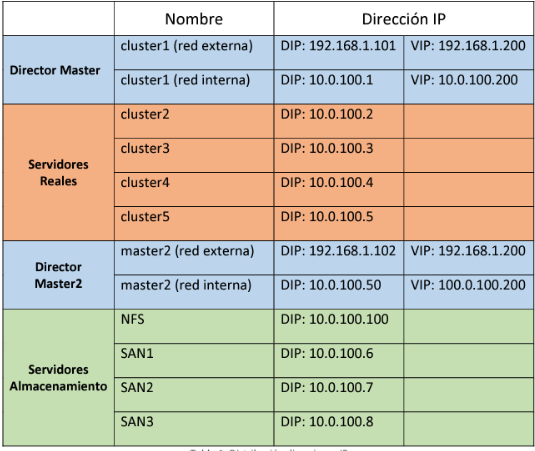 Nombre Dirección IP
Director Master cluster1 (red externa) DIP: 192.168.1.101 VIP: 192.168.1.200
cluster1 (red interna) DIP: 10.0.100.1 VIP: 10.0.100.200
Servidores Reales cluster2 DIP: 10.0.100.2
cluster3 DIP: 10.0.100.3
cluster4 DIP: 10.0.100.4
cluster5 DIP: 10.0.100.5
Director Master2 master2 (red externa) DIP: 192.168.1.102 VIP: 192.168.1.200
master2 (red interna) DIP: 10.0.100.50 VIP: 100.0.100.200
Servidores Almacenamiento NFS DIP: 10.0.100.100
SAN1 DIP: 10.0.100.6
SAN2 DIP: 10.0.100.7
SAN3 DIP: 10.0.100.8